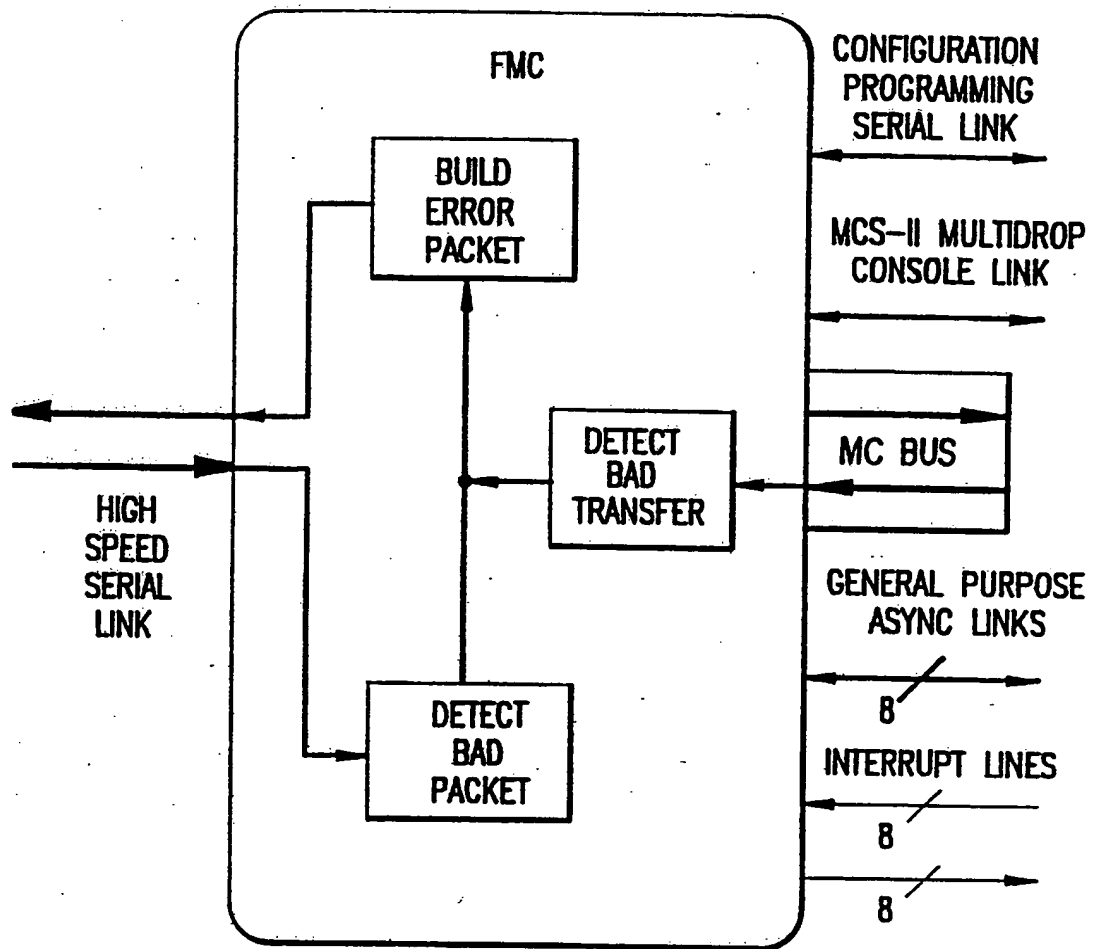 FMC
BUILD
ERROR
PACKET
DETECT
BAD
TRANSFER
DETECT
BAD
PACKET
HIGH
SPEED
SERIAL
LINK
CONFIGURATION
PROGRAMMING
SERIAL LINK
MCS-II MULTIDROP
CONSOLE LINK
MC BUS
GENERAL PURPOSE
ASYNC LINKS
8
INTERRUPT LINES
8
8